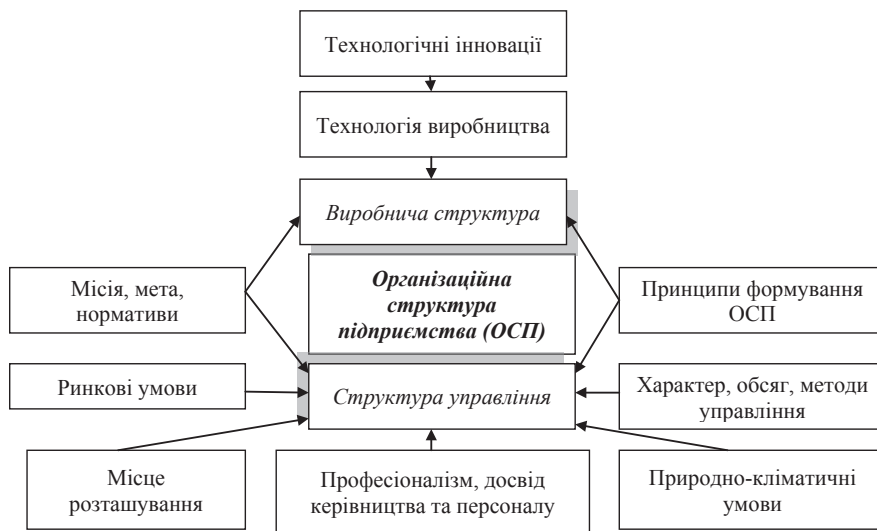 Технологічні інновації
Технологія виробництва
Виробнича структура
Місія, мета,
нормативи
Організаційна
структура
підприємства (ОСП)
Принципи формування
ОСП
Ринкові умови
Структура управління
Характер, обсяг, методи
управління
Місце
розташування
Професіоналізм, досвід
керівництва та персоналу
Природно-кліматичні
умови